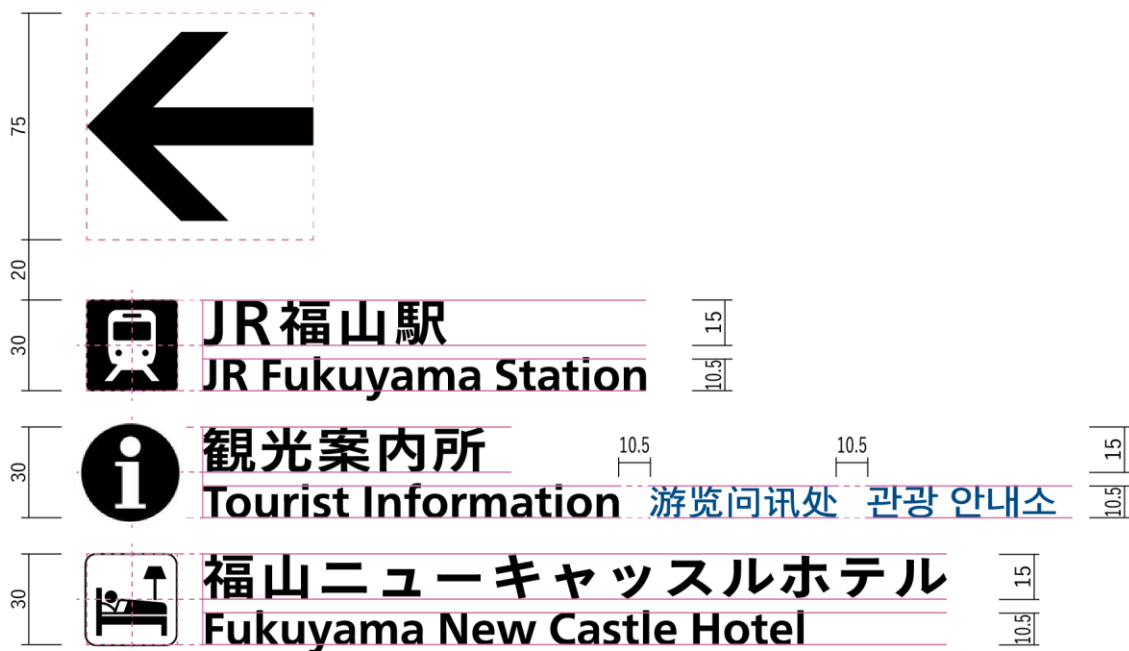 75
20
30
JR福山駅
15
JR Fukuyama Station
10.5
30
観光案内所
10.5
10.5
15
Tourist Information 游览问讯处 관광 안내소
10.5
30
福山ニューキャッスルホテル
15
Fukuyama New Castle Hotel
10.5